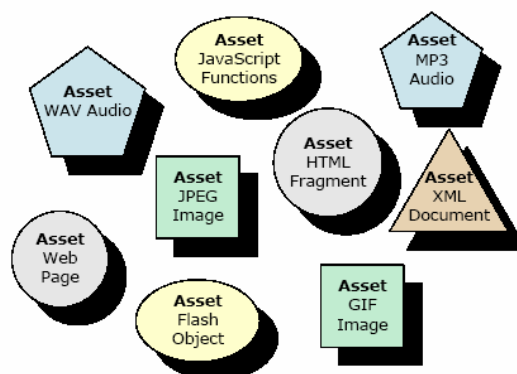 Asset
JavaScript
Functions
Asset
MP3
Audio
Asset
WAV Audio
Asset
HTML
Fragment
Asset
XML
Document
Asset
JPEG
Image
Asset
Web
Page
Asset
Flash
Object
Asset
GIF
Image